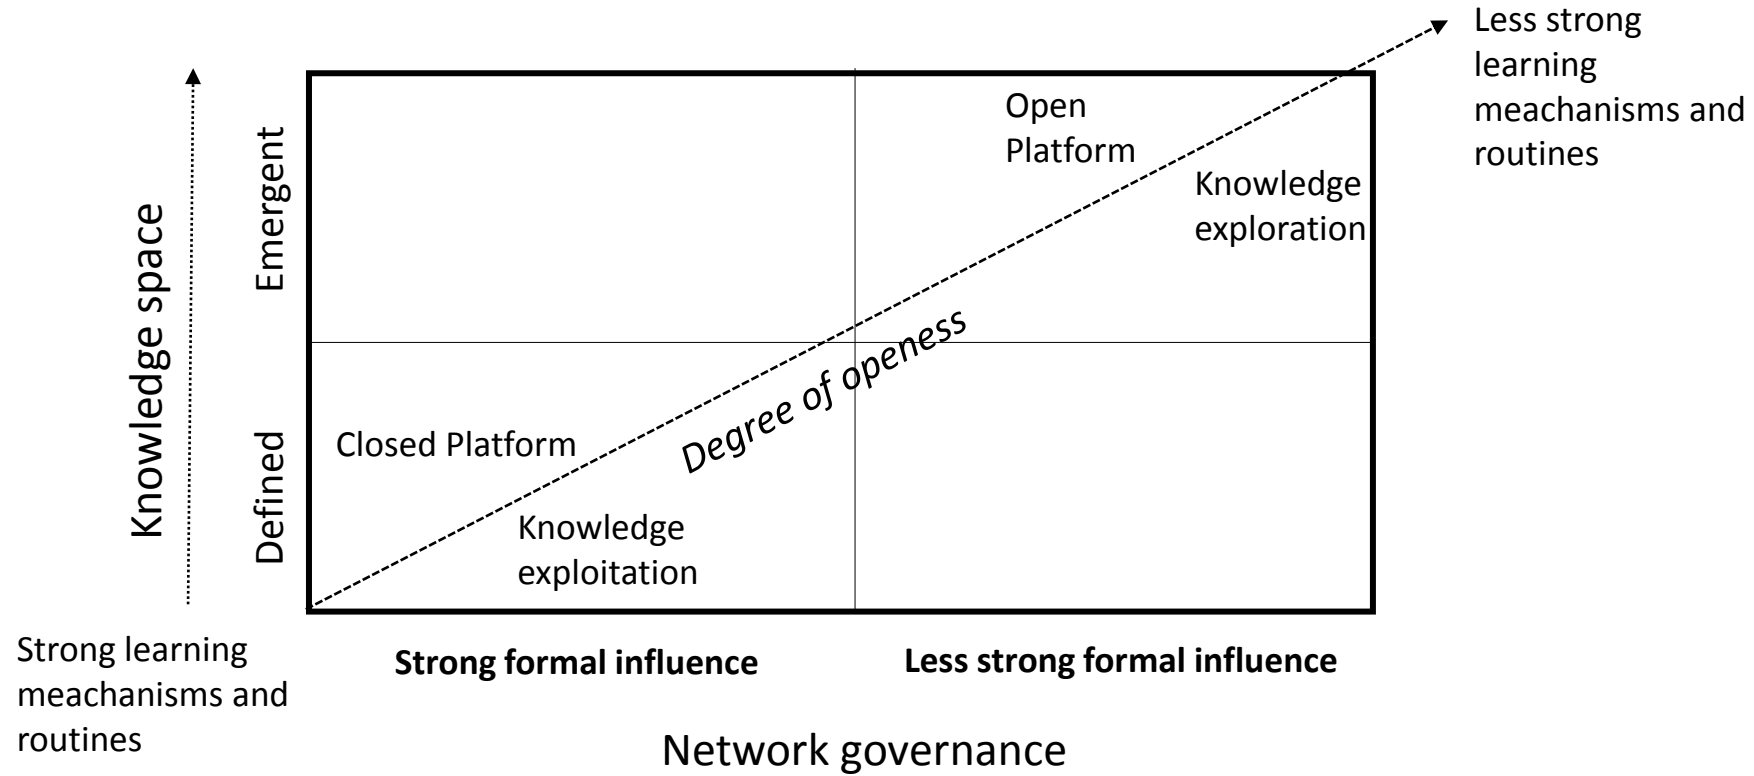 Less strong
learning
meachanisms and
routines
Open
Platform
Knowledge
exploration
Emergent
Knowledge space
Degree of openess
Closed Platform
Defined
Knowledge
exploitation
Strong learning
meachanisms and
routines
Strong formal influence
Less strong formal influence
Network governance